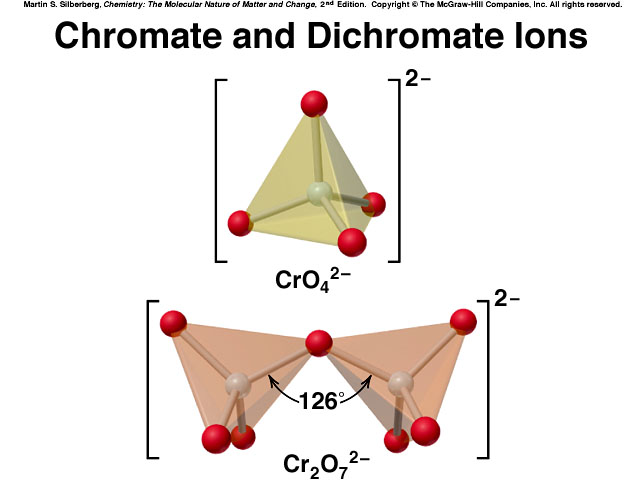 Martin S. Silberberg, Chemistry: The Molecular Nature of Matter and Change, 2nd Edition. Copyright © The McGraw-Hill Companies, Inc. All rights reserved.
Chromate and Dichromate Ions
2–
CrO₄²⁻
2–
126°
Cr₂O₇²⁻